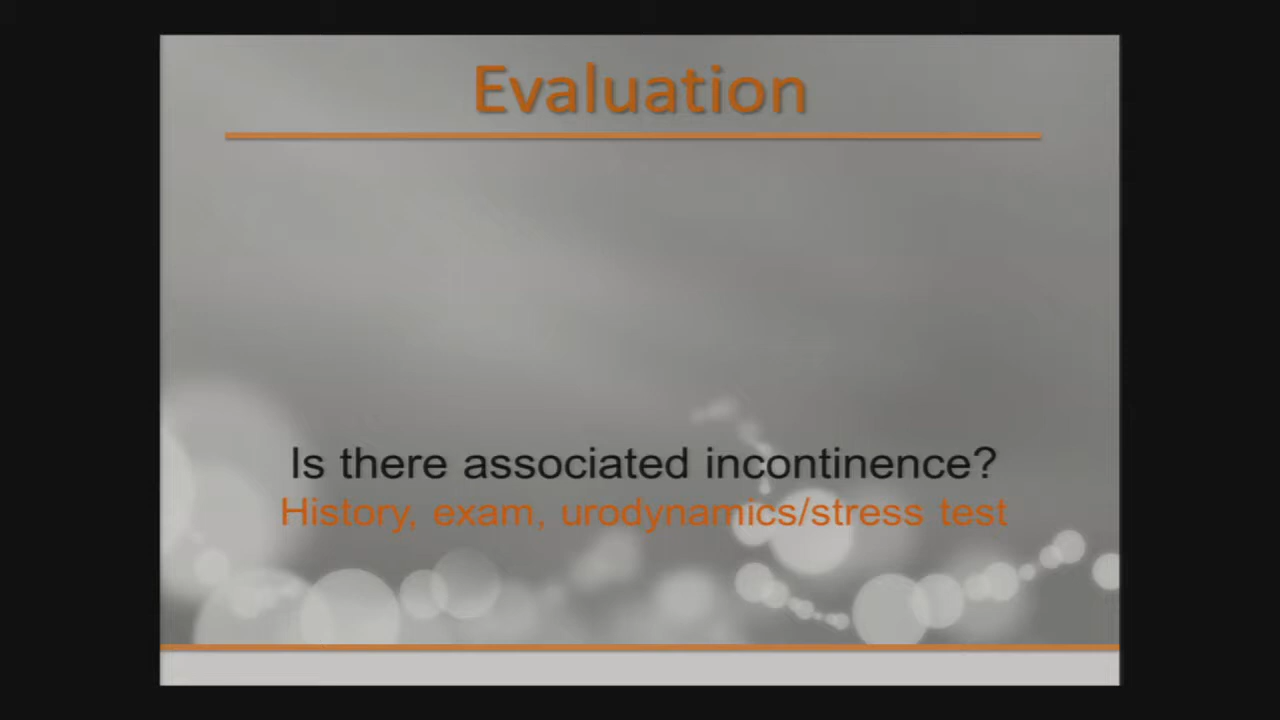 Evaluation
Is there associated incontinence?
History, exam, urodynamics/stress test